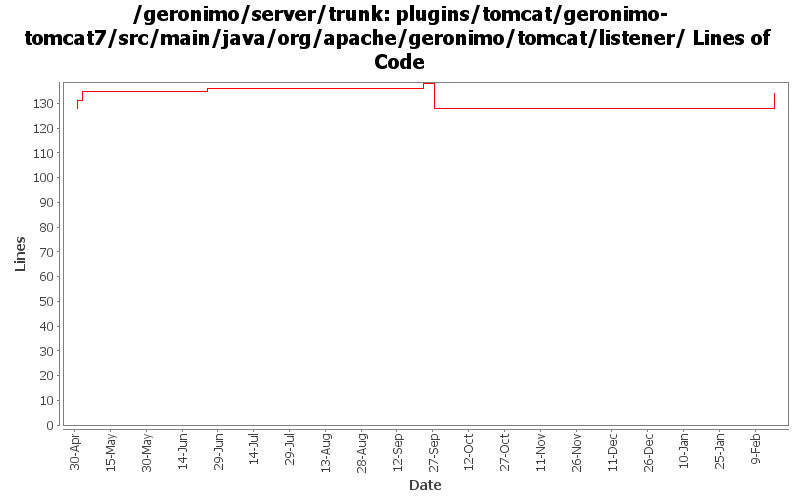 /geronimo/server/trunk: plugins/tomcat/geronimo-
tomcat7/src/main/java/org/apache/geronimo/tomcat/listener/ Lines of
Code
130
120
110
100
90
80
70
60
50
40
30
20
10
0
Lines
30-Apr
15-May
30-May
14-Jun
29-Jun
14-Jul
29-Jul
13-Aug
28-Aug
12-Sep
27-Sep
12-Oct
27-Oct
11-Nov
26-Nov
11-Dec
26-Dec
10-Jan
25-Jan
9-Feb
Date